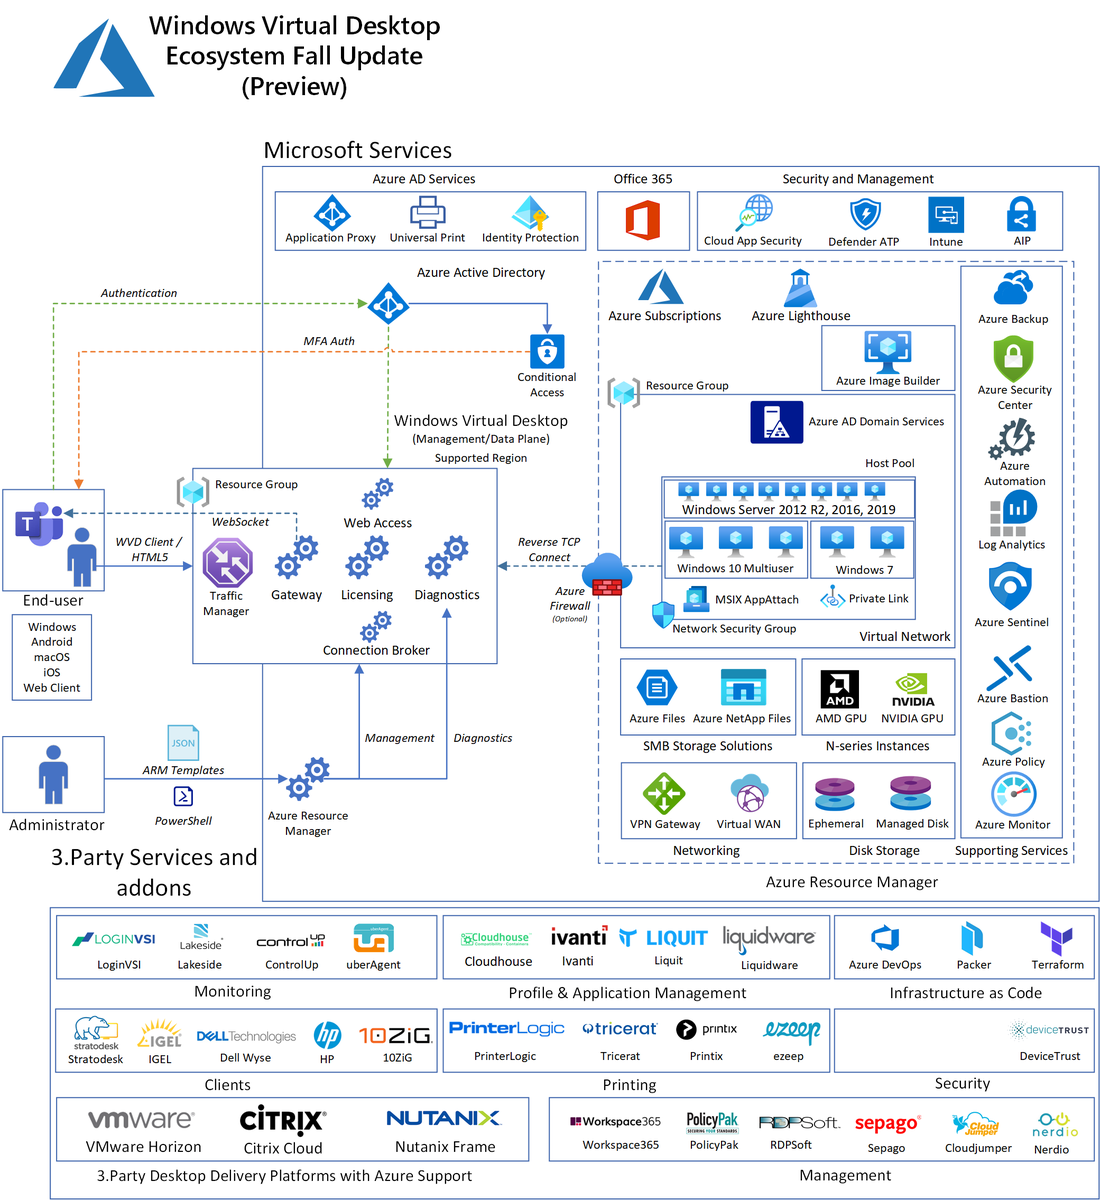 Windows Virtual Desktop
Ecosystem Fall Update
(Preview)
Microsoft Services
Azure AD Services
Office 365
Security and Management
Application Proxy
Universal Print
Identity Protection
Cloud App Security
Defender ATP
Intune
AIP
Azure Active Directory
Authentication
MFA Auth
Conditional
Access
Azure Subscriptions
Azure Lighthouse
Azure Image Builder
Resource Group
Azure AD Domain Services
Host Pool
Windows Server 2012 R2, 2016, 2019
Windows 10 Multiuser
Windows 7
MSIX AppAttach
Private Link
Network Security Group
Virtual Network
Azure Backup
Azure Security
Center
Azure
Automation
Log Analytics
Azure Sentinel
Azure Bastion
Azure Policy
Azure Monitor
Supporting Services
Windows Virtual Desktop
(Management/Data Plane)
Supported Region
Resource Group
WebSocket
Web Access
WVD Client /
HTML5
Traffic
Manager
Gateway
Licensing
Diagnostics
Connection Broker
Reverse TCP
Connect
Azure
Firewall
(Optional)
T
End-user
Windows
Android
macOS
iOS
Web Client
Azure Files
Azure NetApp Files
SMB Storage Solutions
AMD
AMD GPU
NVIDIA
NVIDIA GPU
N-series Instances
VPN Gateway
Virtual WAN
Networking
Ephemeral
Managed Disk
Disk Storage
Azure Resource Manager
Management
Diagnostics
JSON
ARM Templates
PowerShell
Administrator
Azure Resource
Manager
3.Party Services and
addons
LOGINVSI
LoginVSI
Lakeside
Lakeside
controlup
ControlUp
uberAgent
uberAgent
Monitoring
Cloudhouse
Cloudhouse
ivanti
Ivanti
LIQUIT
Liquit
liquidware
Liquidware
Profile & Application Management
Azure DevOps
Packer
Terraform
Infrastructure as Code
stratodesk
Stratodesk
IGEL
IGEL
DELL Technologies
Dell Wyse
hp
HP
10ZiG
10ZiG
Clients
PrinterLogic
PrinterLogic
tricerat
Tricerat
printix
Printix
ezeep
ezeep
Printing
deviceTRUST
DeviceTrust
Security
vmware
VMware Horizon
CITRIX
Citrix Cloud
NUTANIX
Nutanix Frame
3.Party Desktop Delivery Platforms with Azure Support
Workspace365
Workspace365
PolicyPak
SECURING YOUR STANDARDS
PolicyPak
RDPSoft
RDPSoft
sepago
Sepago
Cloud
Jumper
Cloudjumper
nerdio
Nerdio
Management